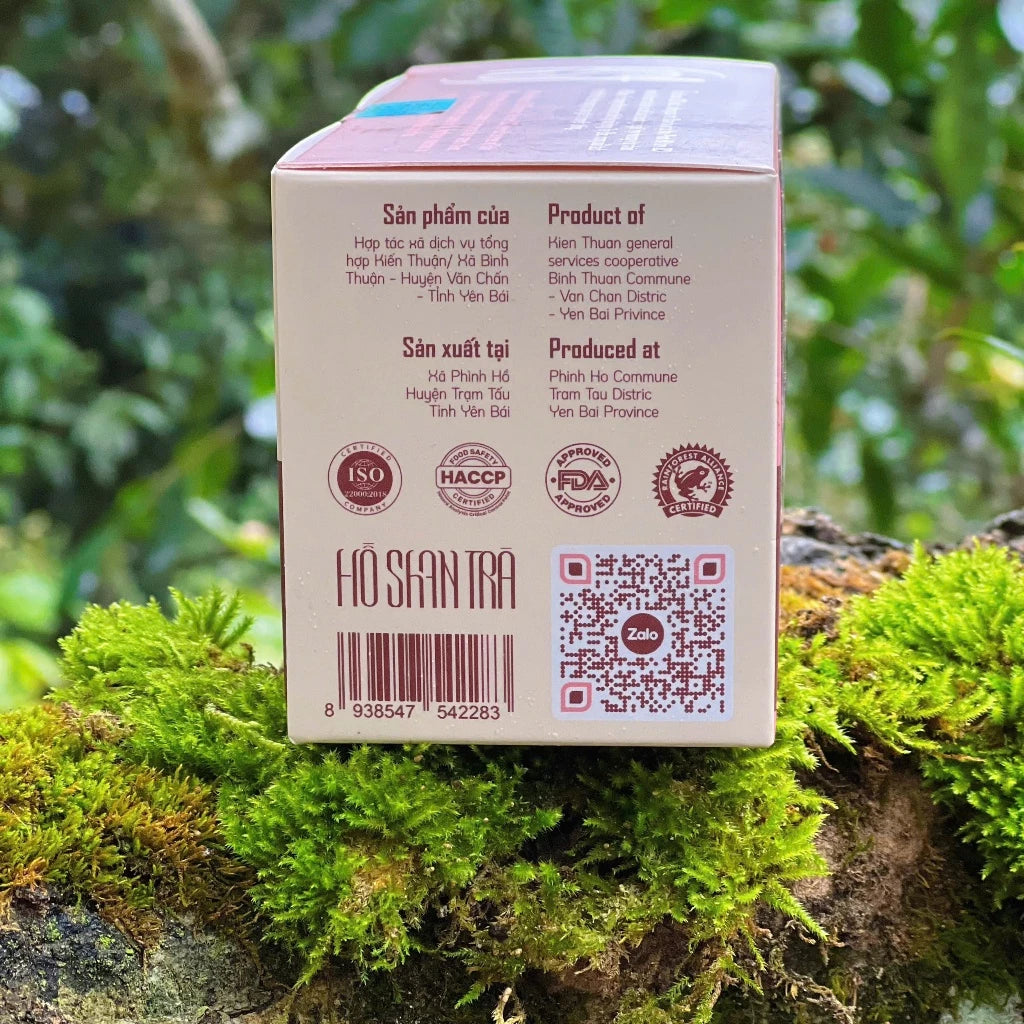 Sản phẩm của
Hợp tác xã dịch vụ tổng
hợp Kiến Thuận/ Xã Bình
Thuận - Huyện Văn Chấn
- Tỉnh Yên Bái
Product of
Kien Thuan general
services cooperative
Binh Thuan Commune
- Van Chan Distric
- Yen Bai Privince
Sản xuất tại
Xã Phình Hồ
Huyện Trạm Tấu
Tỉnh Yên Bái
Produced at
Phinh Ho Commune
Tram Tau Distric
Yen Bai Province
CERTIFIED
ISO
22000:2018
COMPANY
FOOD SAFETY
HACCP
CERTIFIED
APPROVED
FDA
APPROVED
RAINFOREST ALLIANCE
CERTIFIED
HỒ SHAN TRÀ
Zalo
8 938547 542283